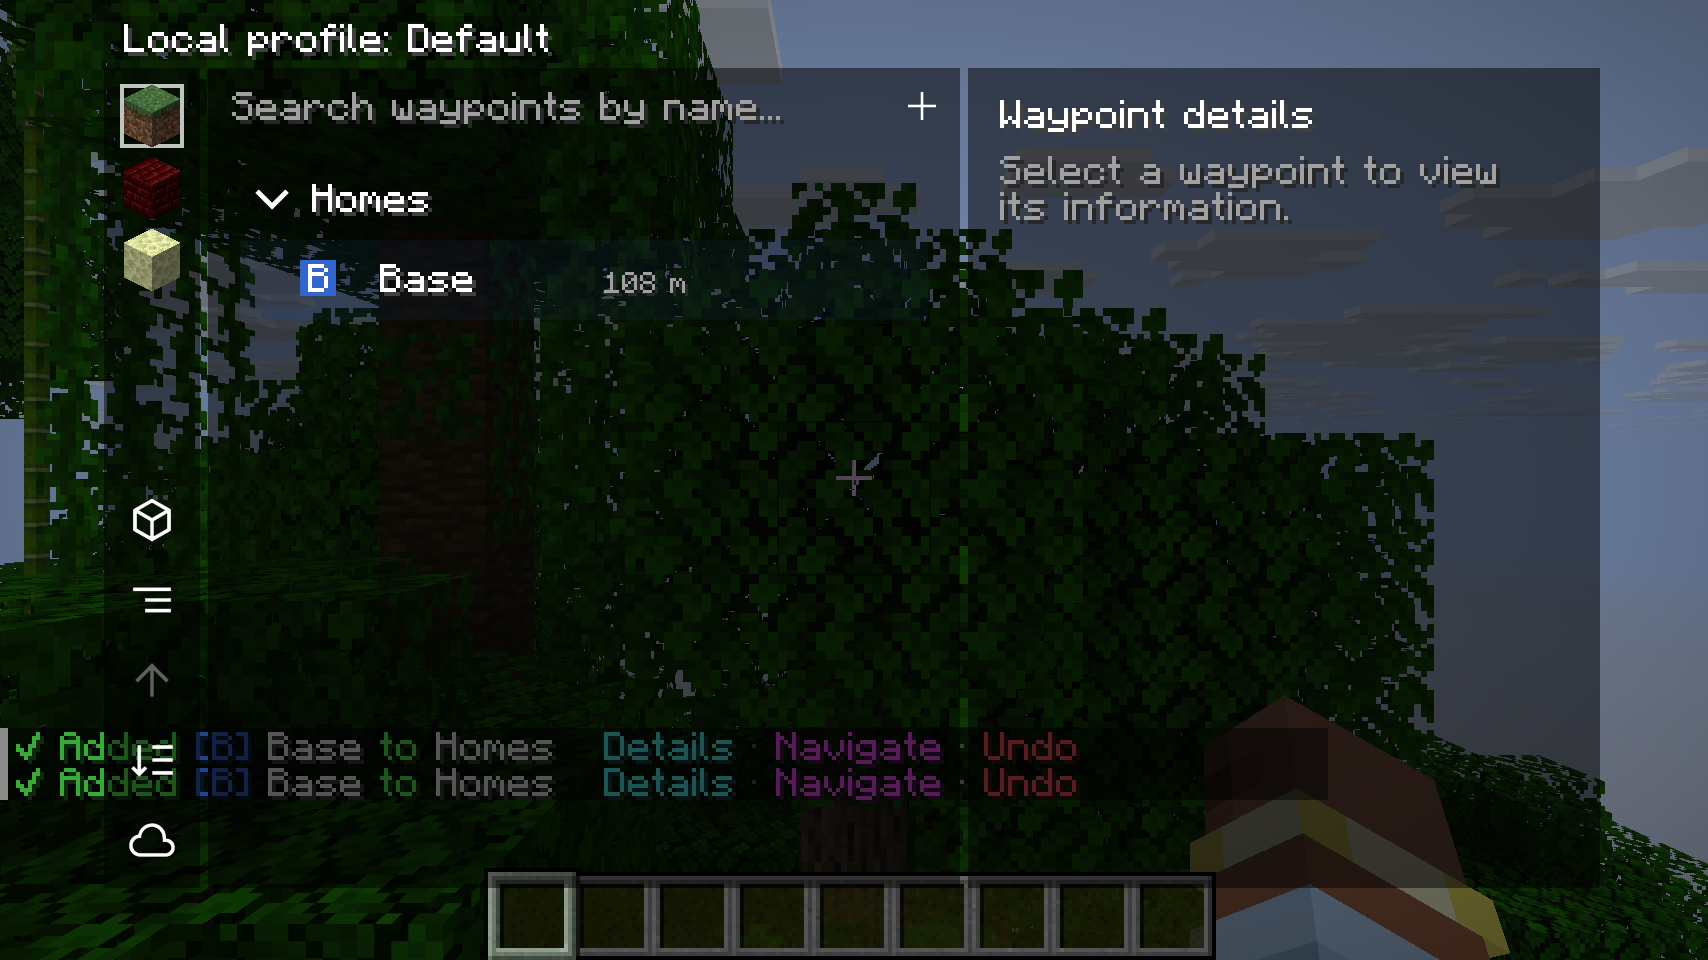 Local profile: Default
Search waypoints by name...
Homes
B Base 108 m
Waypoint details
Select a waypoint to view
its information.
✔ Added [B] Base to Homes Details · Navigate · Undo
✔ Added [B] Base to Homes Details · Navigate · Undo